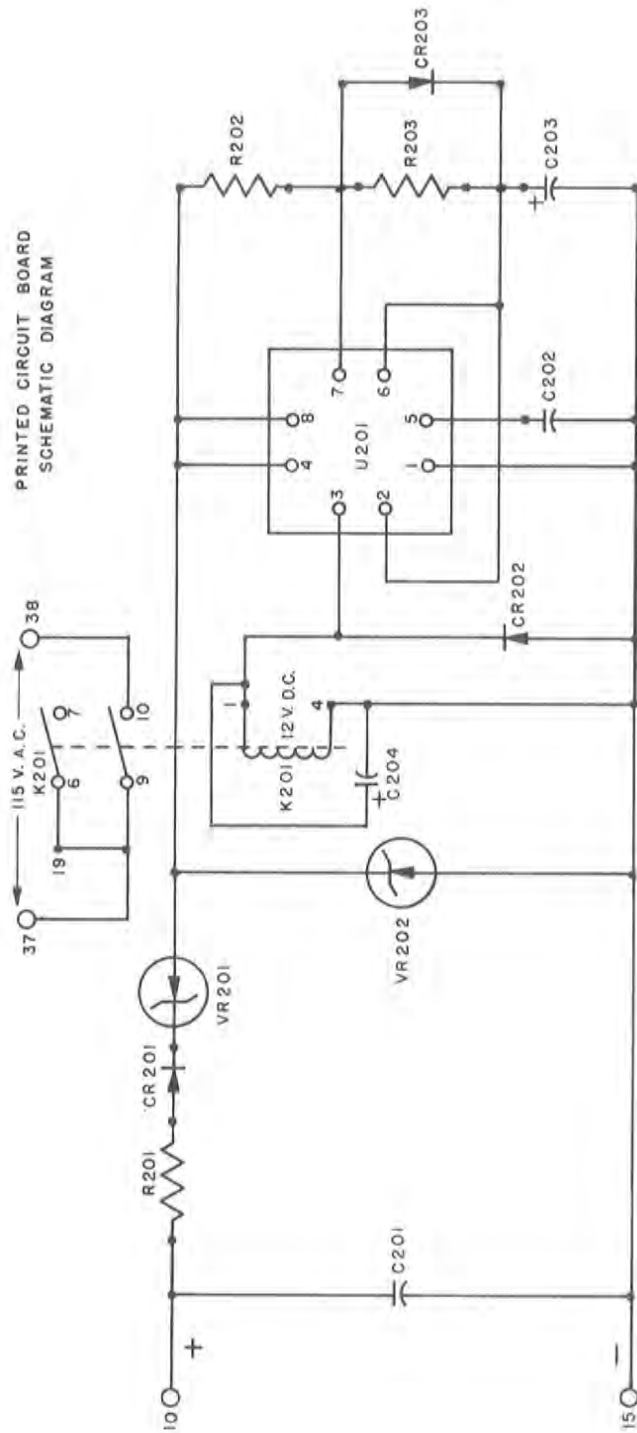 PRINTED CIRCUIT BOARD
SCHEMATIC DIAGRAM
115 V. A.C.
37
38
K201
19
6
7
9
10
10
+
R201
CR201
VR201
C201
VR202
K201
12 V. D.C.
1
4
+
C204
CR202
U201
4
8
3
7
2
6
1
5
C202
R202
R203
CR203
+
C203
15
–